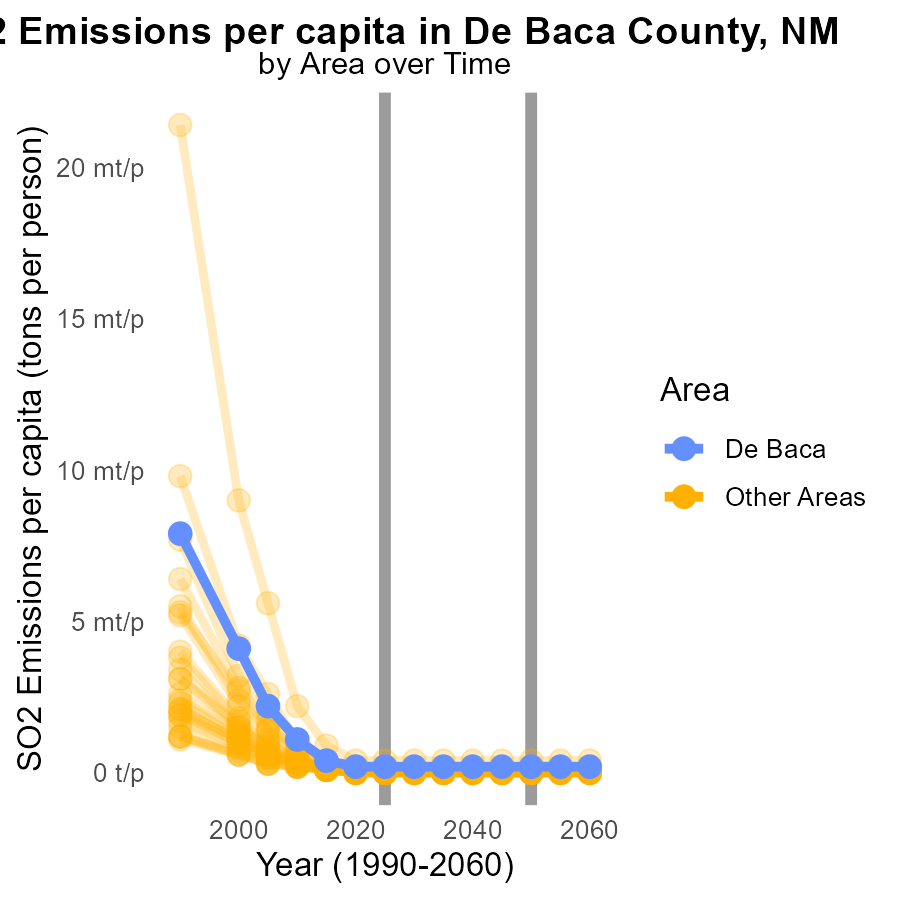 2 Emissions per capita in De Baca County, NM
by Area over Time
SO2 Emissions per capita (tons per person)
20 mt/p
15 mt/p
10 mt/p
5 mt/p
0 t/p
2000 2020 2040 2060
Year (1990-2060)
Area
De Baca
Other Areas